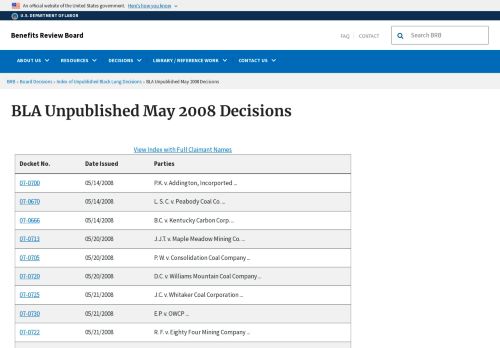 An official website of the United States government. Here's how you know
U.S. DEPARTMENT OF LABOR
Benefits Review Board
FAQ CONTACT
Search BRB
ABOUT US RESOURCES DECISIONS LIBRARY / REFERENCE WORK CONTACT US
BRB › Board Decisions › Index of Unpublished Black Lung Decisions › BLA Unpublished May 2008 Decisions
BLA Unpublished May 2008 Decisions
View Index with Full Claimant Names
Docket No. Date Issued Parties
07-0700 05/14/2008 P.K. v. Addington, Incorporated ...
07-0670 05/14/2008 L. S. C. v. Peabody Coal Co. ...
07-0666 05/14/2008 B.C. v. Kentucky Carbon Corp. ...
07-0713 05/20/2008 J.J.T. v. Maple Meadow Mining Co. ...
07-0705 05/20/2008 P. W. v. Consolidation Coal Company ...
07-0720 05/20/2008 D.C. v. Williams Mountain Coal Company ...
07-0725 05/21/2008 J.C. v. Whitaker Coal Corporation ...
07-0730 05/21/2008 E.P. v. OWCP ...
07-0722 05/21/2008 R. F. v. Eighty Four Mining Company ...